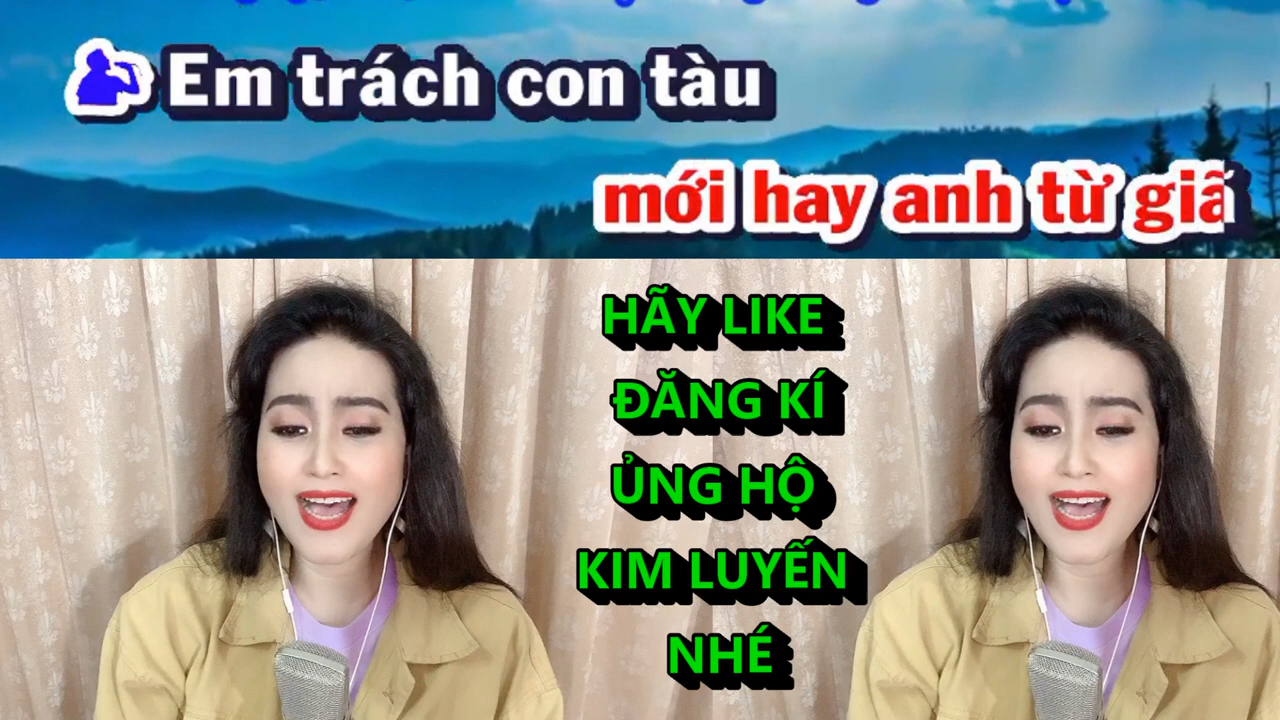 Em trách con tàu
mới hay anh từ giã
HÃY LIKE
ĐĂNG KÍ
ỦNG HỘ
KIM LUYẾN
NHÉ